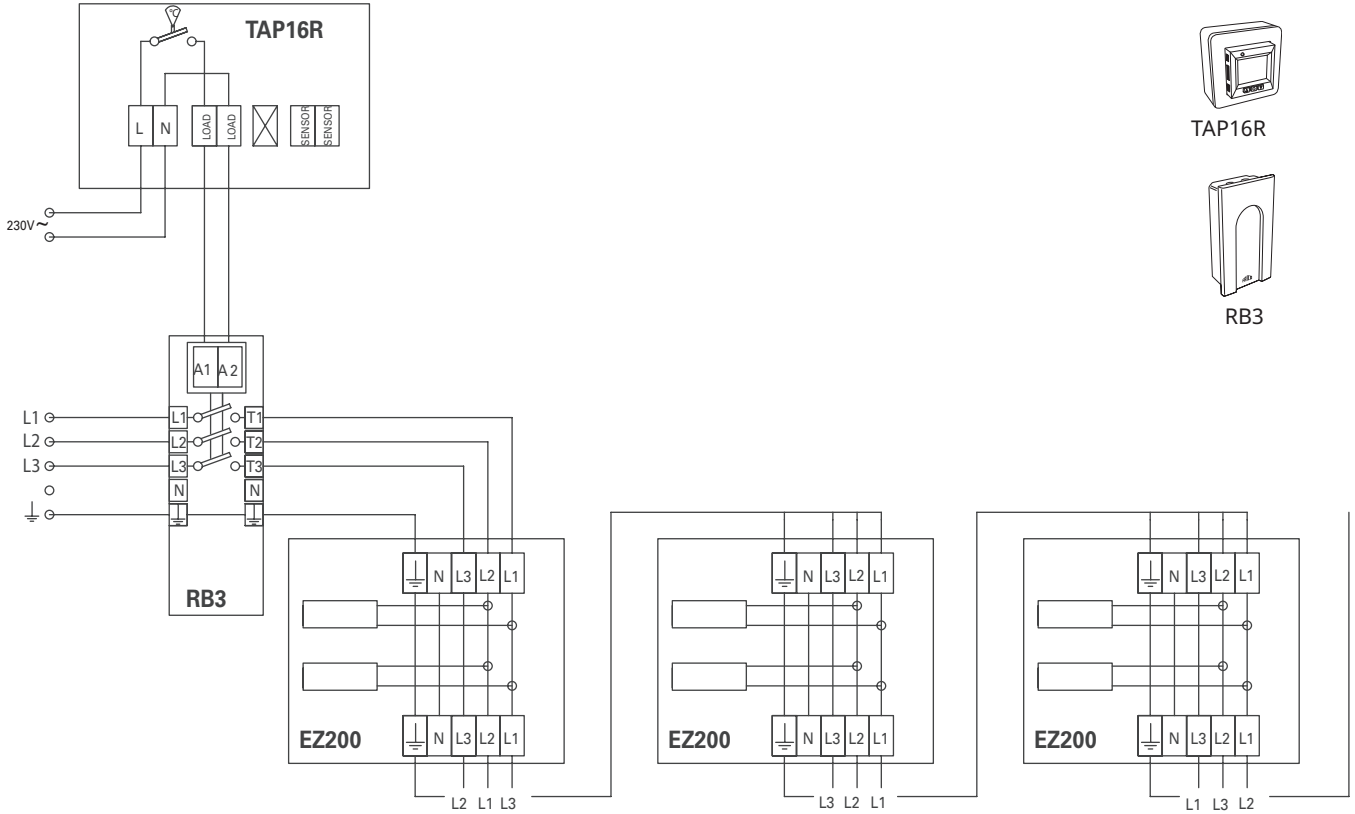 TAP16R
°C
L N LOAD LOAD SENSOR SENSOR
230V~
TAP16R
RB3
A1 A2
L1 L1 T1
L2 L2 T2
L3 L3 T3
N N
RB3
N L3 L2 L1
N L3 L2 L1
N L3 L2 L1
EZ200 N L3 L2 L1
EZ200 N L3 L2 L1
EZ200 N L3 L2 L1
L2 L1 L3
L3 L2 L1
L1 L3 L2